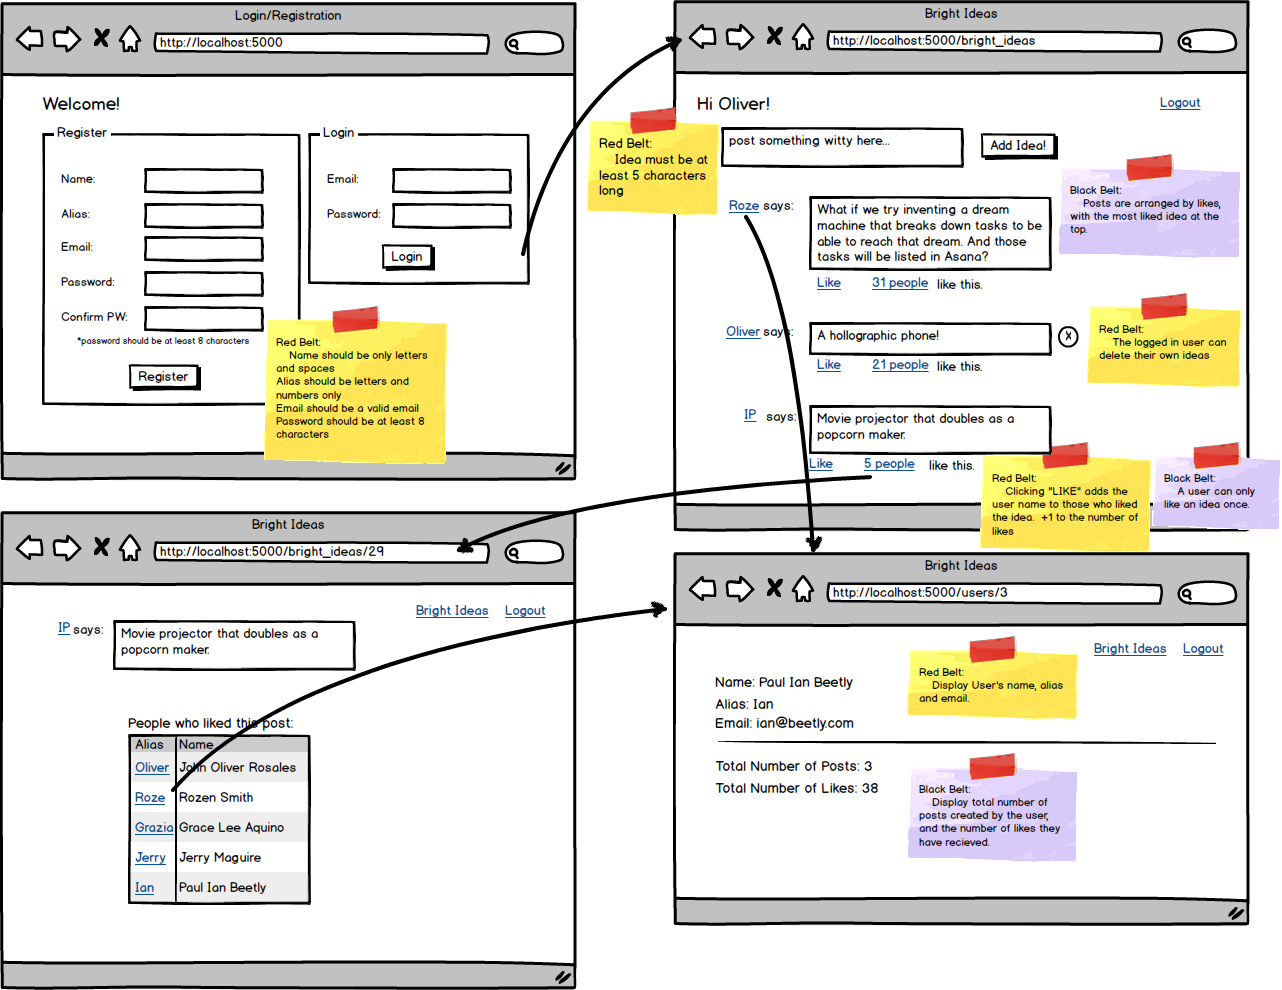 Login/Registration
http://localhost:5000
Welcome!
Register
Name:
Alias:
Email:
Password:
Confirm PW:
*password should be at least 8 characters
Register
Login
Email:
Password:
Login
Red Belt:
Name should be only letters
and spaces
Alias should be letters and
numbers only
Email should be a valid email
Password should be at least 8
characters
Bright Ideas
http://localhost:5000/bright_ideas
Hi Oliver!
Logout
Red Belt:
Idea must be at
least 5 characters
long
post something witty here...
Add Idea!
Black Belt:
Posts are arranged by likes,
with the most liked idea at the
top.
Roze says:
What if we try inventing a dream
machine that breaks down tasks to be
able to reach that dream. And those
tasks will be listed in Asana?
Like 31 people like this.
Oliver says:
A hollographic phone!
X
Like 21 people like this.
Red Belt:
The logged in user can
delete their own ideas
IP says:
Movie projector that doubles as a
popcorn maker.
Like 5 people like this.
Red Belt:
Clicking "LIKE" adds the
user name to those who liked
the idea. +1 to the number of
likes
Black Belt:
A user can only
like an idea once.
Bright Ideas
http://localhost:5000/bright_ideas/29
Bright Ideas Logout
IP says:
Movie projector that doubles as a
popcorn maker.
People who liked this post:
Alias Name
Oliver John Oliver Rosales
Roze Rozen Smith
Grazia Grace Lee Aquino
Jerry Jerry Maguire
Ian Paul Ian Beetly
Bright Ideas
http://localhost:5000/users/3
Bright Ideas Logout
Red Belt:
Display User's name, alias
and email.
Name: Paul Ian Beetly
Alias: Ian
Email: ian@beetly.com
Total Number of Posts: 3
Total Number of Likes: 38
Black Belt:
Display total number of
posts created by the user,
and the number of likes they
have recieved.